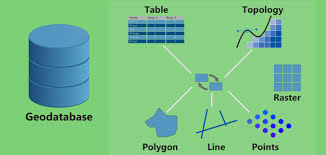 Table
Topology
Geodatabase
Raster
Polygon
Line
Points